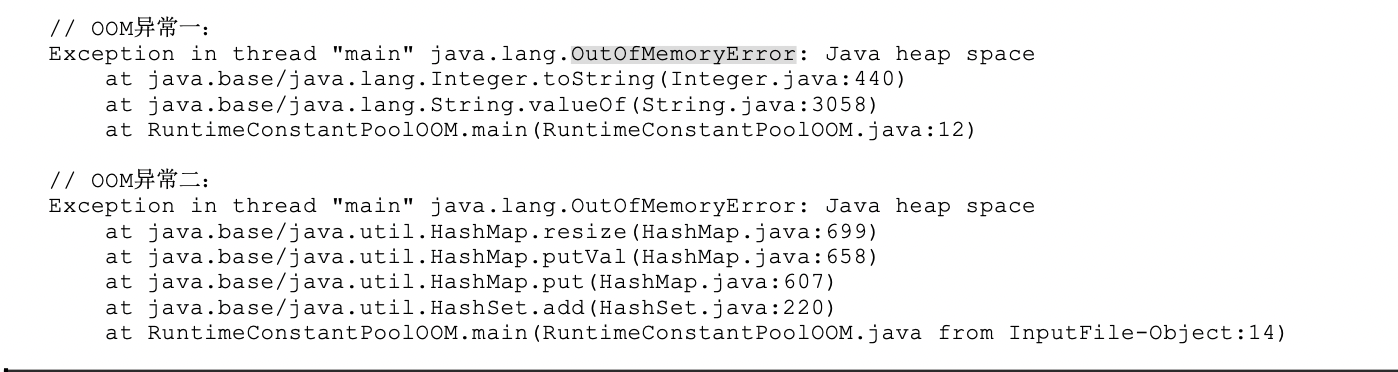 // OOM异常一：
Exception in thread "main" java.lang.OutOfMemoryError: Java heap space
    at java.base/java.lang.Integer.toString(Integer.java:440)
    at java.base/java.lang.String.valueOf(String.java:3058)
    at RuntimeConstantPoolOOM.main(RuntimeConstantPoolOOM.java:12)

// OOM异常二：
Exception in thread "main" java.lang.OutOfMemoryError: Java heap space
    at java.base/java.util.HashMap.resize(HashMap.java:699)
    at java.base/java.util.HashMap.putVal(HashMap.java:658)
    at java.base/java.util.HashMap.put(HashMap.java:607)
    at java.base/java.util.HashSet.add(HashSet.java:220)
    at RuntimeConstantPoolOOM.main(RuntimeConstantPoolOOM.java from InputFile-Object:14)